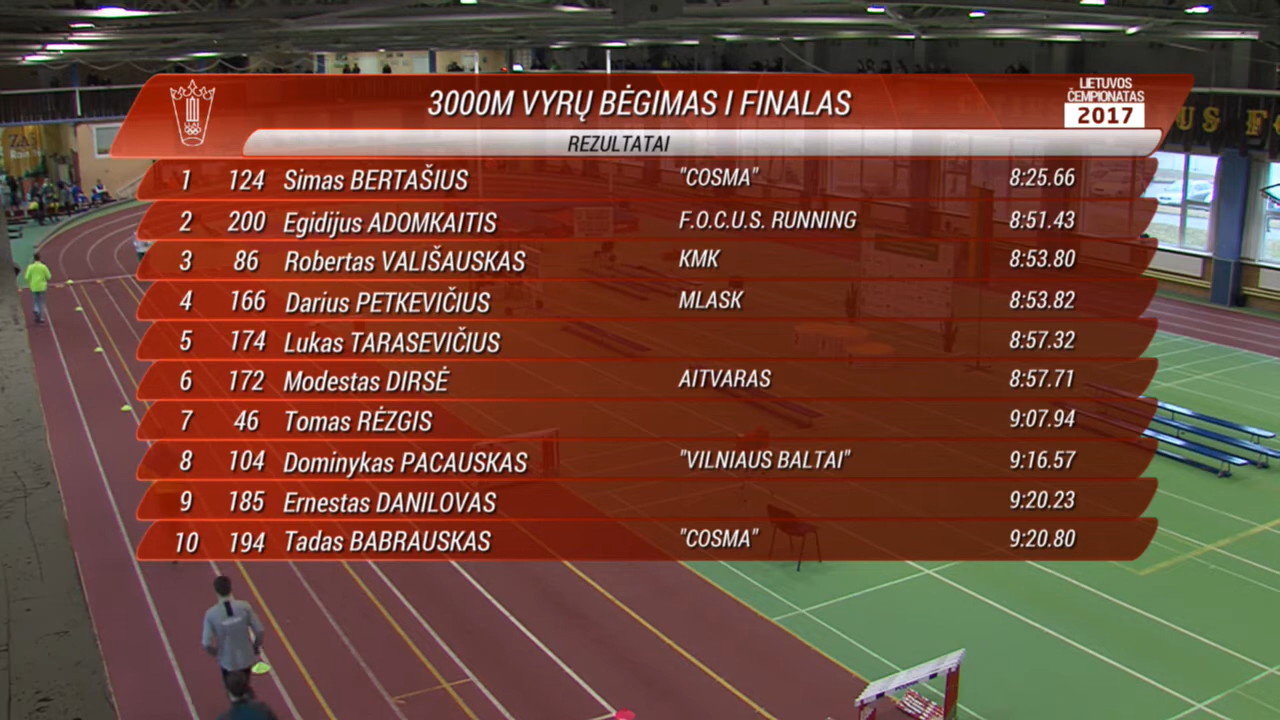 3000M VYRŲ BĖGIMAS I FINALAS
LIETUVOS
ČEMPIONATAS
2017
REZULTATAI
1 124 Simas BERTAŠIUS "COSMA" 8:25.66
2 200 Egidijus ADOMKAITIS F.O.C.U.S. RUNNING 8:51.43
3 86 Robertas VALIŠAUSKAS KMK 8:53.80
4 166 Darius PETKEVIČIUS MLASK 8:53.82
5 174 Lukas TARASEVIČIUS 8:57.32
6 172 Modestas DIRSĖ AITVARAS 8:57.71
7 46 Tomas RĖZGIS 9:07.94
8 104 Dominykas PACAUSKAS "VILNIAUS BALTAI" 9:16.57
9 185 Ernestas DANILOVAS 9:20.23
10 194 Tadas BABRAUSKAS "COSMA" 9:20.80